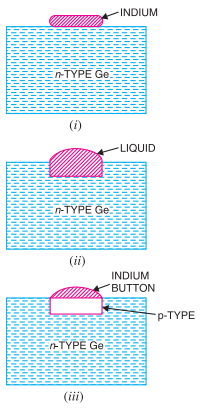 INDIUM
n-TYPE Ge
(i)
LIQUID
n-TYPE Ge
(ii)
INDIUM
BUTTON
p-TYPE
n-TYPE Ge
(iii)